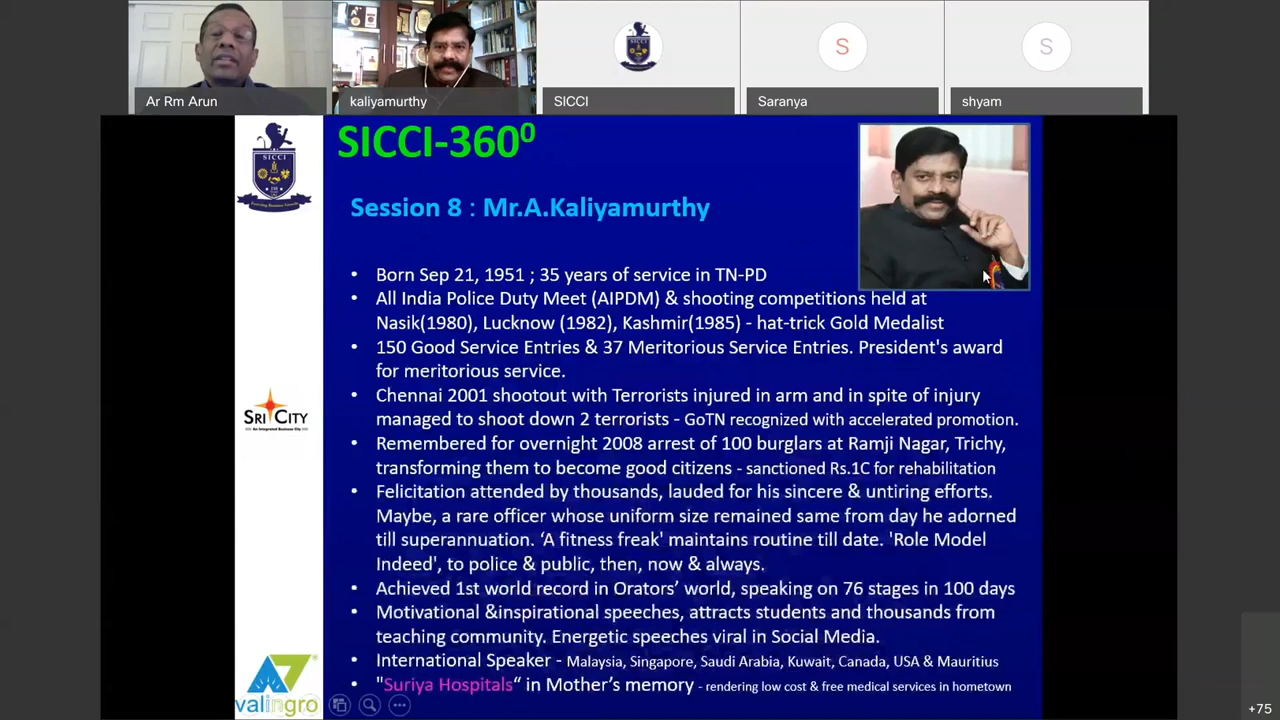 Ar Rm Arun
kaliyamurthy
SICCI
S
Saranya
S
shyam
SICCI
SICCI-360⁰
Session 8 : Mr.A.Kaliyamurthy
• Born Sep 21, 1951 ; 35 years of service in TN-PD
• All India Police Duty Meet (AIPDM) & shooting competitions held at
Nasik(1980), Lucknow (1982), Kashmir(1985) - hat-trick Gold Medalist
• 150 Good Service Entries & 37 Meritorious Service Entries. President's award
for meritorious service.
• Chennai 2001 shootout with Terrorists injured in arm and in spite of injury
managed to shoot down 2 terrorists - GoTN recognized with accelerated promotion.
• Remembered for overnight 2008 arrest of 100 burglars at Ramji Nagar, Trichy,
transforming them to become good citizens - sanctioned Rs.1C for rehabilitation
• Felicitation attended by thousands, lauded for his sincere & untiring efforts.
Maybe, a rare officer whose uniform size remained same from day he adorned
till superannuation. ‘A fitness freak' maintains routine till date. 'Role Model
Indeed', to police & public, then, now & always.
• Achieved 1st world record in Orators’ world, speaking on 76 stages in 100 days
• Motivational &inspirational speeches, attracts students and thousands from
teaching community. Energetic speeches viral in Social Media.
• International Speaker - Malaysia, Singapore, Saudi Arabia, Kuwait, Canada, USA & Mauritius
• "Suriya Hospitals“ in Mother’s memory - rendering low cost & free medical services in hometown
SRI CITY
valingro
+75